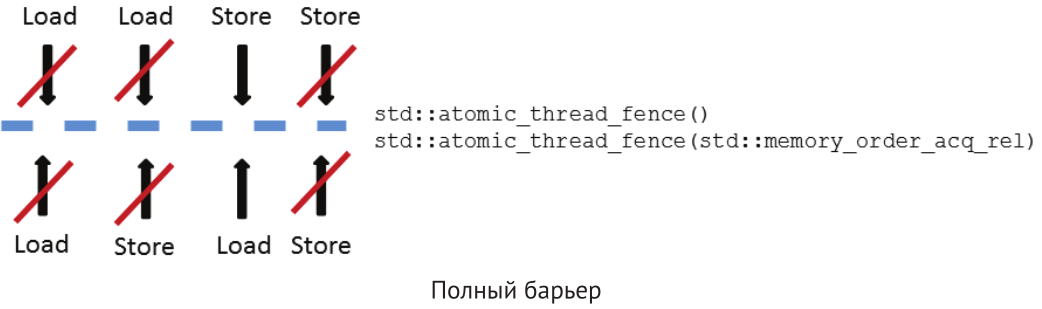 Load Load Store Store
std::atomic_thread_fence()
std::atomic_thread_fence(std::memory_order_acq_rel)
Load Store Load Store
Полный барьер